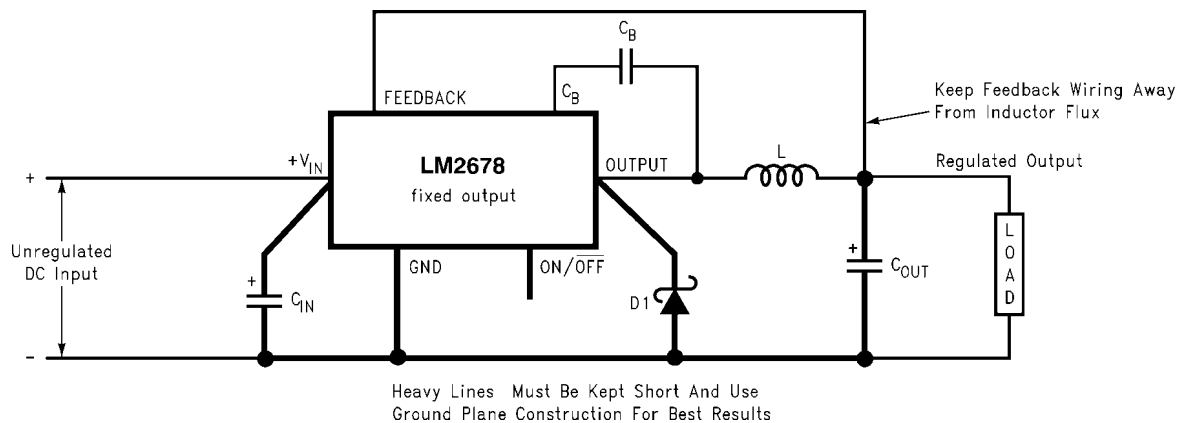 C_B
FEEDBACK
C_B
Keep Feedback Wiring Away
From Inductor Flux
+V_IN
LM2678
fixed output
OUTPUT
L
Regulated Output
+
Unregulated
DC Input
GND
ON/O̅F̅F̅
+
C_IN
D1
+
C_OUT
LOAD
−
Heavy Lines Must Be Kept Short And Use
Ground Plane Construction For Best Results